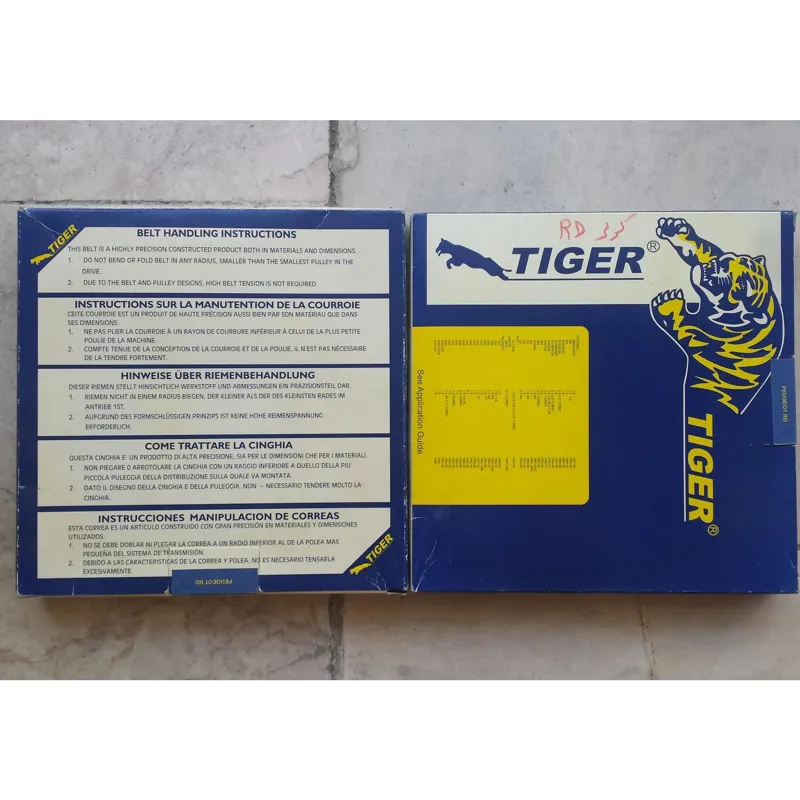 TIGER
BELT HANDLING INSTRUCTIONS
THIS BELT IS A HIGHLY PRECISION CONSTRUCTED PRODUCT BOTH IN MATERIALS AND DIMENSIONS.
1. DO NOT BEND OR FOLD BELT IN ANY RADIUS, SMALLER THAN THE SMALLEST PULLEY IN THE
DRIVE.
2. DUE TO THE BELT AND PULLEY DESIGNS, HIGH BELT TENSION IS NOT REQUIRED.
INSTRUCTIONS SUR LA MANUTENTION DE LA COURROIE
CEITE COURROIE EST UN PRODUIT DE HAUTE PRÉCISION AUSSI BIEN PAR SON MATÉRIAU QUE DANS
SES DIMENSIONS.
1. NE PAS PLIER LA COURROIE À UN RAYON DE COURBURE INFÉRIEUR À CELUI DE LA PLUS PETITE
POULIE DE LA MACHINE.
2. COMPTE TENUE DE LA CONCEPTION DE LA COURROIE ET DE LA POULIE, IL N'EST PAS NÉCESSAIRE
DE LA TENDRE FORTEMENT.
HINWEISE ÜBER RIEMENBEHANDLUNG
DIESER RIEMEN STELLT HINSICHTLICH WERKSTOFF UND ABMESSUNGEN EIN PRÄZISIONSTEIL DAR.
1. RIEMEN NICHT IN EINEM RADIUS BIEGEN, DER KLEINER ALS DER DES KLEINSTEN RADES IM
ANTRIEB 1ST.
2. AUFGRUND DES FORMSCHLÜSSIGEN PRINZIPS IST KEINE HOHE REIMENSPANNUNG
ERFORDERLICH.
COME TRATTARE LA CINGHIA
QUESTA CINGHIA E' UN PRODOTTO DI ALTA PRECISIONE, SIA PER LE DIMENSIONI CHE PER I MATERIALI.
1. NON PIEGARE O ARROTOLARE LA CINGHIA CON UN RAGGIO INFERIORE A QUELLO DELLA PIU
PICCOLA PULEGGIA DELLA DISTRIBUZIONE SULLA QUALE VA MONTATA.
2. DATO IL DISEGNO DELLA CINGHIA E DELLA PULEGGIA, NON – NECESSARIO TENDERE MOLTO LA
CINGHIA.
INSTRUCCIONES MANIPULACION DE CORREAS
ESTA CORREA ES UN ARTÍCULO CONSTRUIDO CON GRAN PRECISIÓN EN MATERIALES Y DIMENSIONES
UTILIZADOS.
1. NO SE DEBE DOBLAR NI PLEGAR LA CORREA A UN RADIO INFERIOR AL DE LA POLEA MAS
PEQUEÑA DEL SISTEMA DE TRANSMISIÓN.
2. DEBIDO A LAS CARACTERÍSTICAS DE LA CORREA Y POLEA, NO ES NECESARIO TENSARLA
EXCESIVAMENTE.
TIGER
PEUGEOT RD
RD 35
TIGER®
See Application Guide
PEUGEOT RD
TIGER®